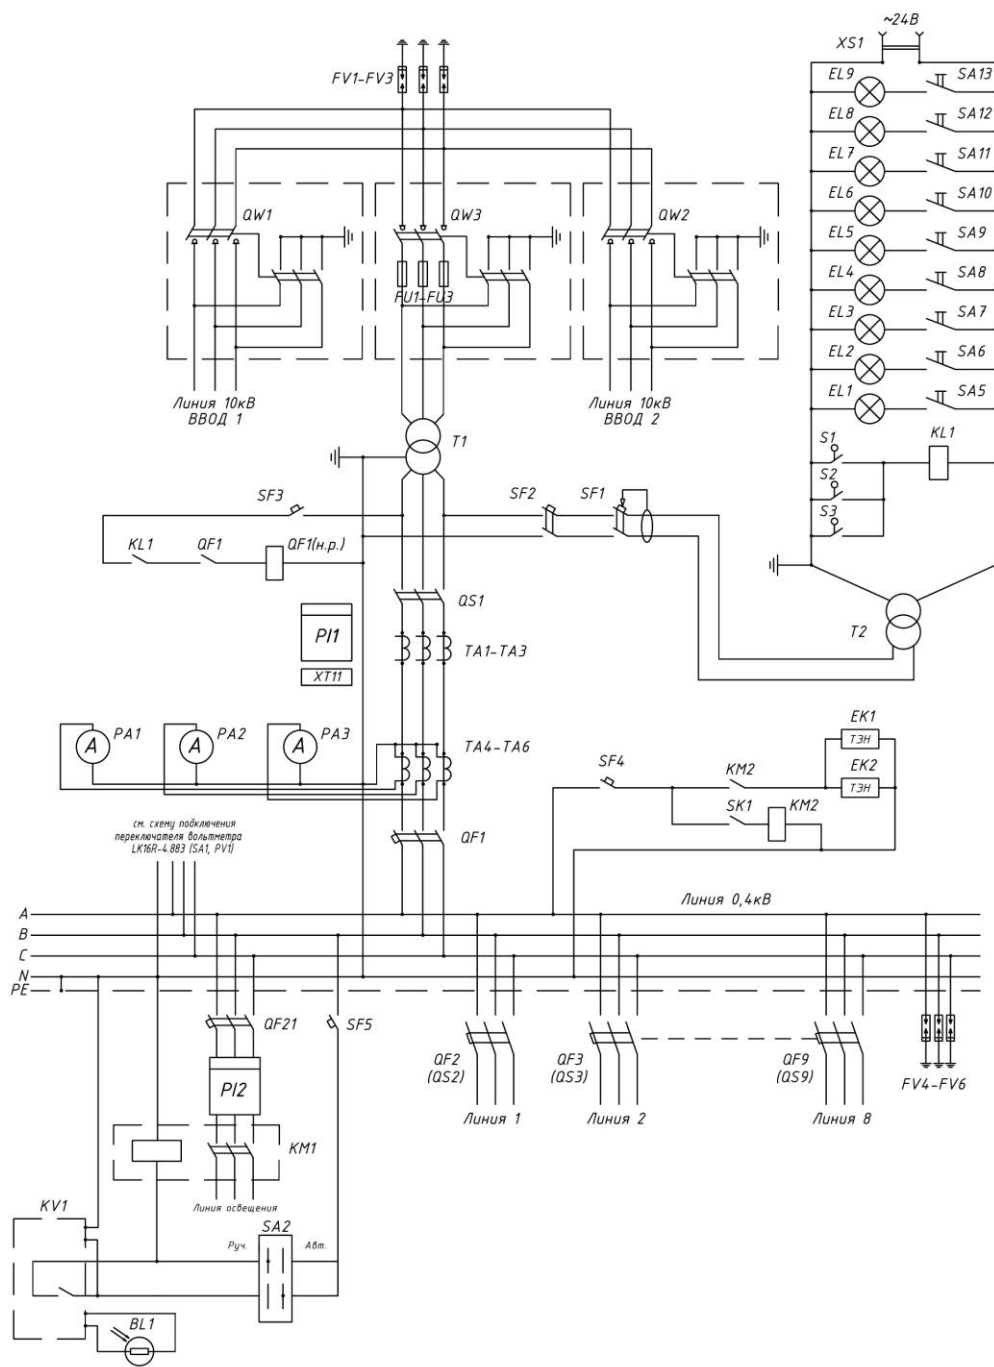 ~24В
XS1
FV1-FV3
EL9
SA13
EL8
SA12
EL7
SA11
EL6
SA10
EL5
SA9
EL4
SA8
EL3
SA7
EL2
SA6
EL1
SA5
QW1
QW3
QW2
FU1-FU3
Линия 10кВ
ВВОД 1
Линия 10кВ
ВВОД 2
T1
S1
KL1
S2
S3
SF3
SF2
SF1
KL1
QF1
QF1(н.р.)
QS1
PI1
XT11
TA1-TA3
T2
PA1
A
PA2
A
PA3
A
TA4-TA6
EK1
ТЭН
EK2
ТЭН
SF4
KM2
SK1
KM2
см. схему подключения
переключателя вольтметра
LK16R-4.883 (SA1, PV1)
QF1
Линия 0,4кВ
A
B
C
N
PE
QF21
SF5
PI2
QF2
(QS2)
QF3
(QS3)
QF9
(QS9)
FV4-FV6
Линия 1
Линия 2
Линия 8
KM1
Линия освещения
KV1
SA2
Руч.
Авт.
BL1